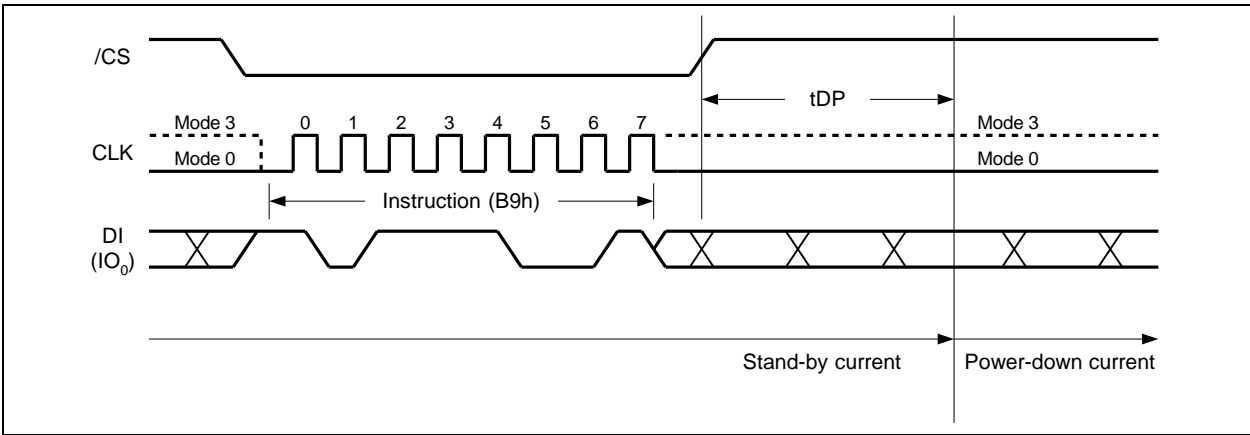 /CS
tDP
Mode 3 0 1 2 3 4 5 6 7 Mode 3
CLK
Mode 0 Mode 0
Instruction (B9h)
DI
(IO0)
Stand-by current Power-down current